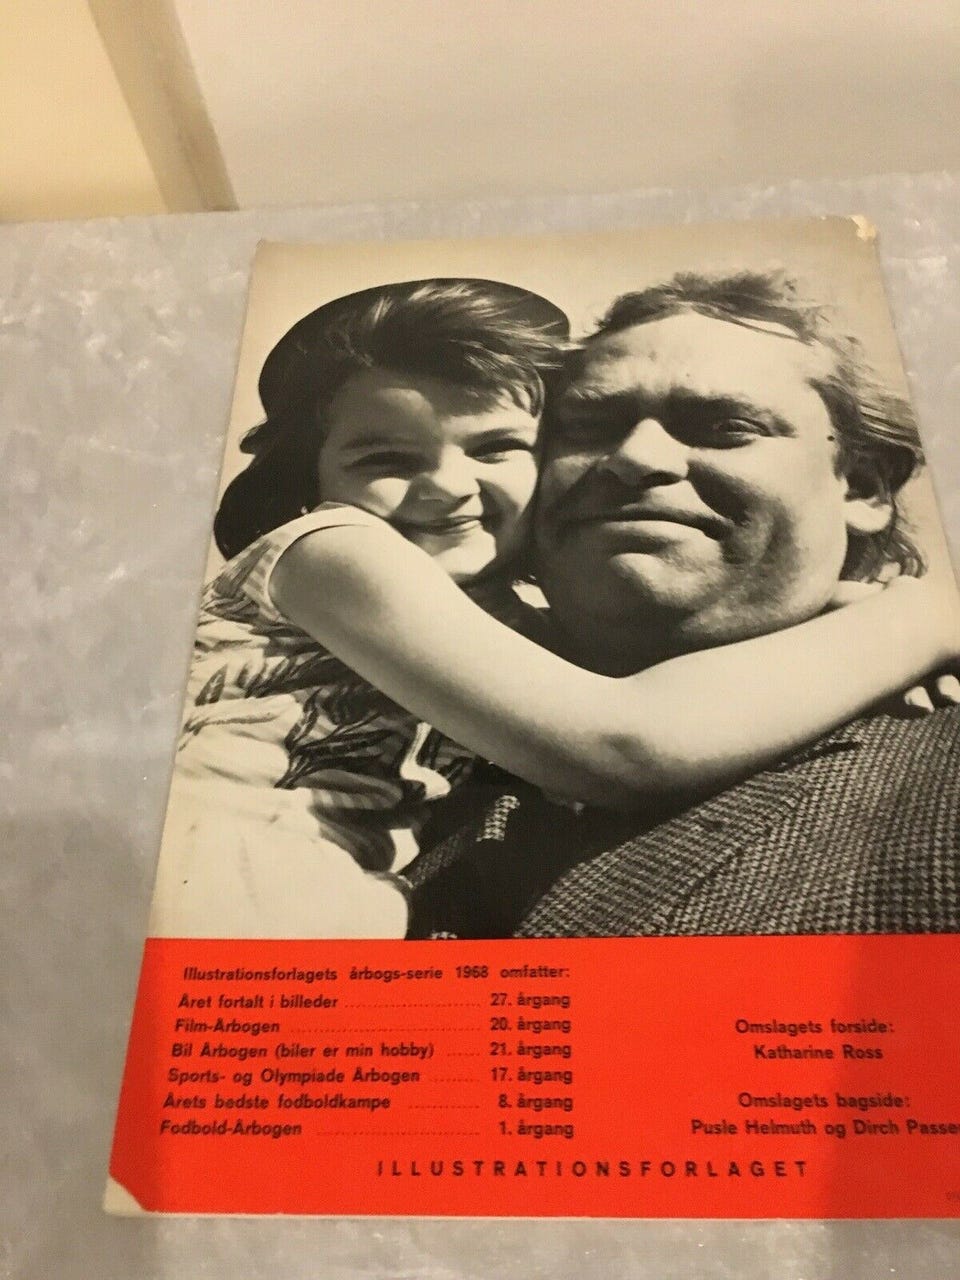 Illustrationsforlagets årbogs-serie 1968 omfatter:
Året fortalt i billeder .......... 27. årgang
Film-Årbogen .......... 20. årgang
Bil Årbogen (biler er min hobby) ...... 21. årgang
Sports- og Olympiade Årbogen ........ 17. årgang
Årets bedste fodboldkampe .......... 8. årgang
Fodbold-Årbogen .......... 1. årgang
Omslagets forside:
Katharine Ross
Omslagets bagside:
Pusle Helmuth og Dirch Passe
ILLUSTRATIONSFORLAGET